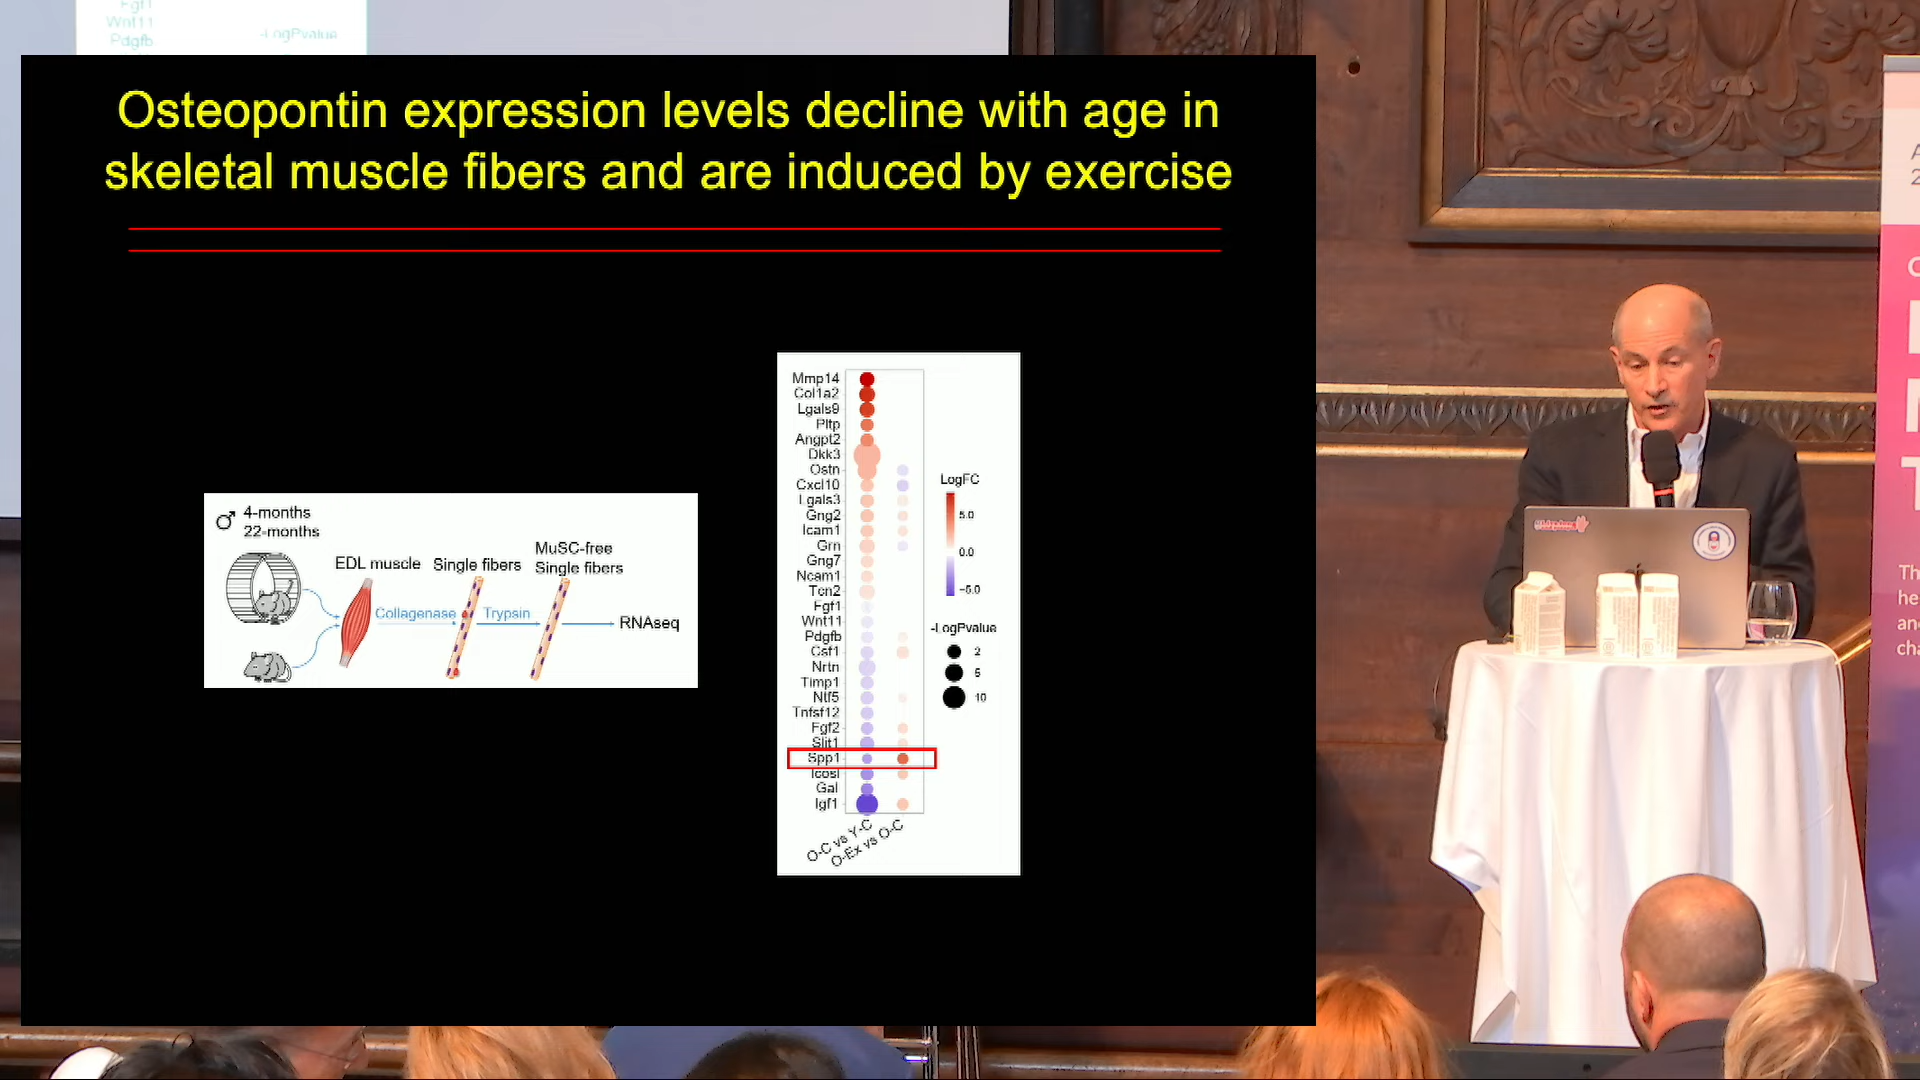 Fgf1
Wnt11
Pdgfb
-LogPvalue
Osteopontin expression levels decline with age in
skeletal muscle fibers and are induced by exercise
4-months
22-months
EDL muscle
Single fibers
MuSC-free
Single fibers
Collagenase
Trypsin
RNAseq
Mmp14
Col1a2
Lgals9
Pltp
Angpt2
Dkk3
Ostn
Cxcl10
Lgals3
Gng2
Icam1
Grn
Gng7
Ncam1
Tcn2
Fgf1
Wnt11
Pdgfb
Csf1
Nrtn
Timp1
Ntf5
Tnfsf12
Fgf2
Slit1
Spp1
Icosl
Gal
Igf1
O-C vs Y-C
O-Ex vs O-C
LogFC
5.0
0.0
−5.0
-LogPvalue
2
5
10
Th
he
an
cha